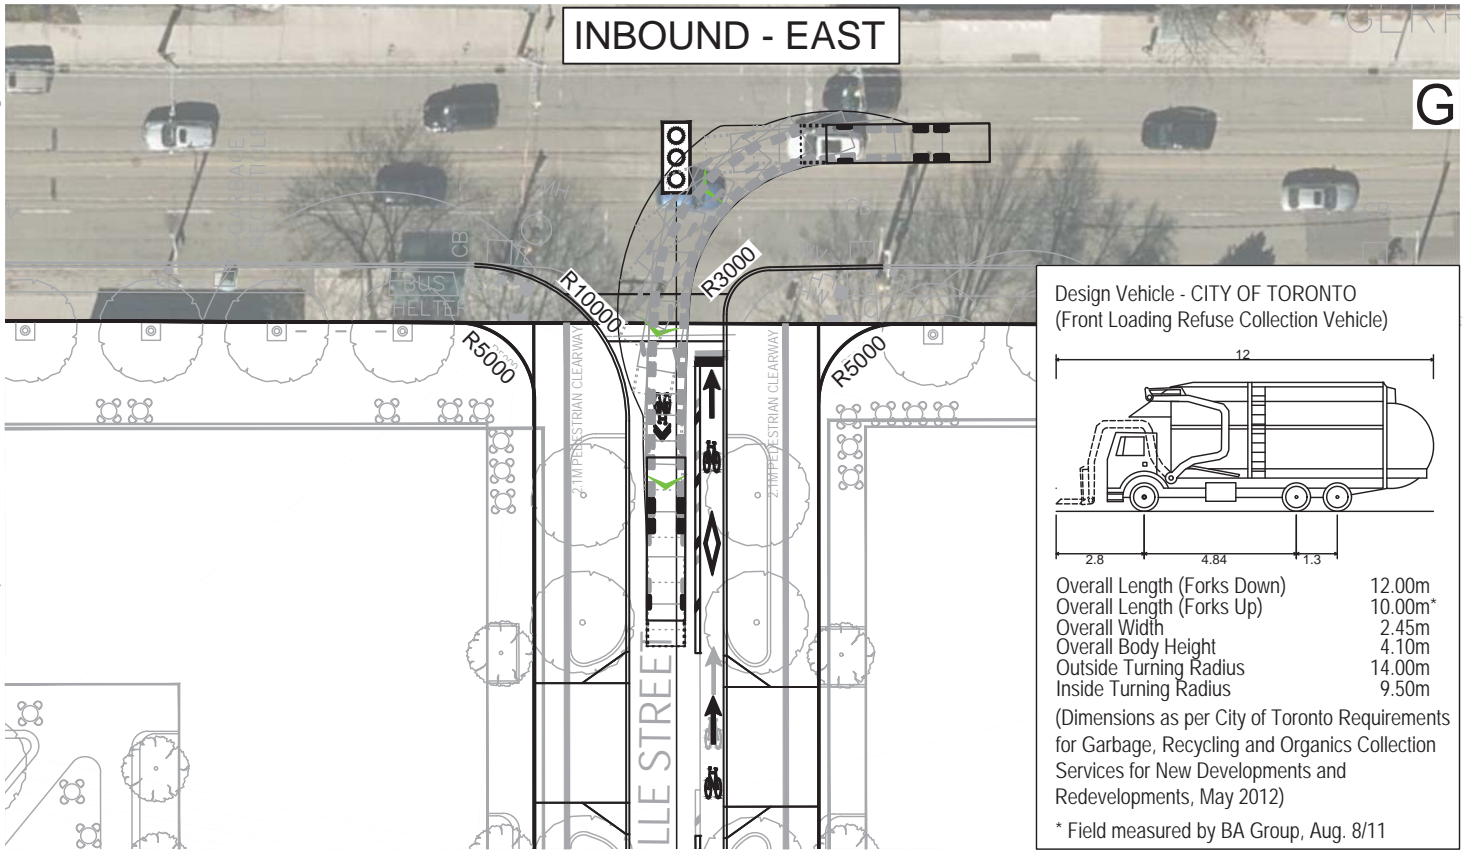 INBOUND - EAST
G
MH
CB
BUS
HELTER
R10000
R3000
R5000
R5000
2.1M PEDESTRIAN CLEARWAY
2.1M PEDESTRIAN CLEARWAY
LLE STREET
Design Vehicle - CITY OF TORONTO
(Front Loading Refuse Collection Vehicle)
12
2.8
4.84
1.3
Overall Length (Forks Down) 12.00m
Overall Length (Forks Up) 10.00m*
Overall Width 2.45m
Overall Body Height 4.10m
Outside Turning Radius 14.00m
Inside Turning Radius 9.50m
(Dimensions as per City of Toronto Requirements
for Garbage, Recycling and Organics Collection
Services for New Developments and
Redevelopments, May 2012)
* Field measured by BA Group, Aug. 8/11